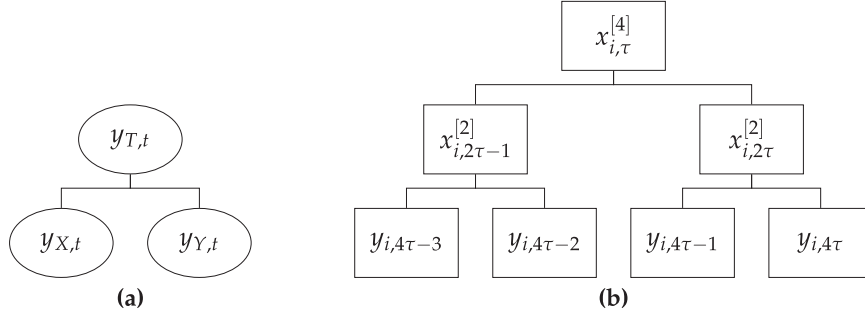 x_{i,τ}^{[4]}
y_{T,t}
x_{i,2τ−1}^{[2]} x_{i,2τ}^{[2]}
y_{X,t} y_{Y,t} y_{i,4τ−3} y_{i,4τ−2} y_{i,4τ−1} y_{i,4τ}
(a) (b)